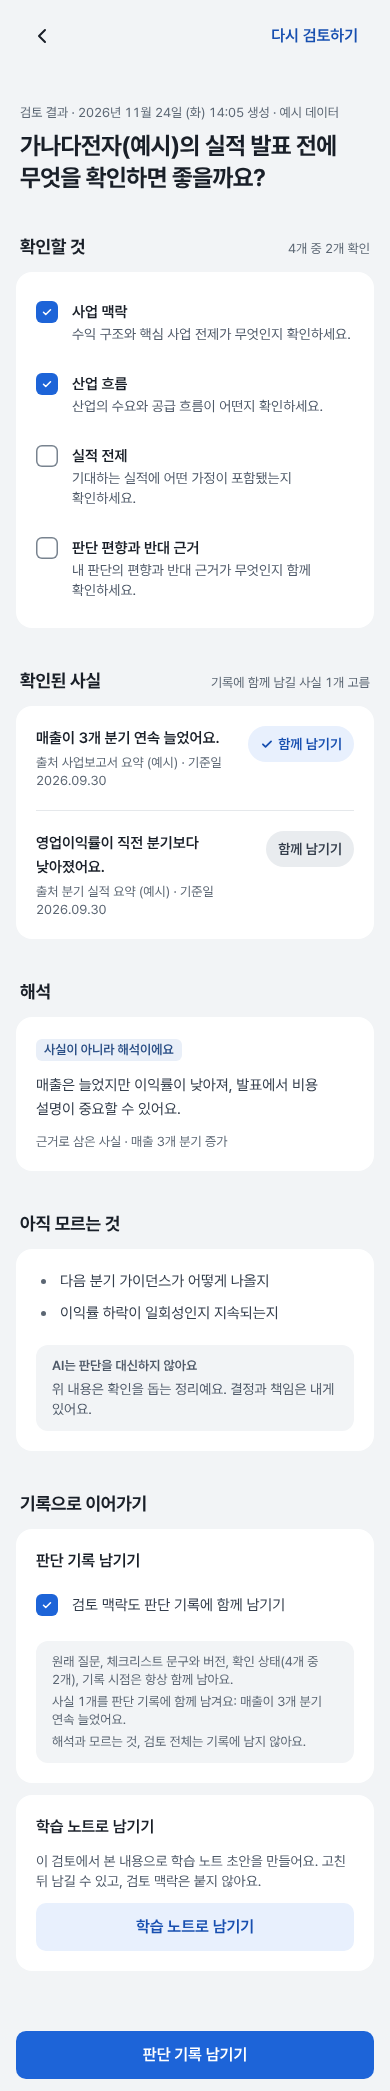 다시 검토하기
검토 결과 · 2026년 11월 24일 (화) 14:05 생성 · 예시 데이터
가나다전자(예시)의 실적 발표 전에
무엇을 확인하면 좋을까요?
확인할 것
4개 중 2개 확인
사업 맥락
수익 구조와 핵심 사업 전제가 무엇인지 확인하세요.
산업 흐름
산업의 수요와 공급 흐름이 어떤지 확인하세요.
실적 전제
기대하는 실적에 어떤 가정이 포함됐는지
확인하세요.
판단 편향과 반대 근거
내 판단의 편향과 반대 근거가 무엇인지 함께
확인하세요.
확인된 사실
기록에 함께 남길 사실 1개 고름
매출이 3개 분기 연속 늘었어요.
함께 남기기
출처 사업보고서 요약 (예시) · 기준일
2026.09.30
영업이익률이 직전 분기보다
낮아졌어요.
함께 남기기
출처 분기 실적 요약 (예시) · 기준일
2026.09.30
해석
사실이 아니라 해석이에요
매출은 늘었지만 이익률이 낮아져, 발표에서 비용
설명이 중요할 수 있어요.
근거로 삼은 사실 · 매출 3개 분기 증가
아직 모르는 것
• 다음 분기 가이던스가 어떻게 나올지
• 이익률 하락이 일회성인지 지속되는지
AI는 판단을 대신하지 않아요
위 내용은 확인을 돕는 정리예요. 결정과 책임은 내게
있어요.
기록으로 이어가기
판단 기록 남기기
검토 맥락도 판단 기록에 함께 남기기
원래 질문, 체크리스트 문구와 버전, 확인 상태(4개 중
2개), 기록 시점은 항상 함께 남아요.
사실 1개를 판단 기록에 함께 남겨요: 매출이 3개 분기
연속 늘었어요.
해석과 모르는 것, 검토 전체는 기록에 남지 않아요.
학습 노트로 남기기
이 검토에서 본 내용으로 학습 노트 초안을 만들어요. 고친
뒤 남길 수 있고, 검토 맥락은 붙지 않아요.
학습 노트로 남기기
판단 기록 남기기